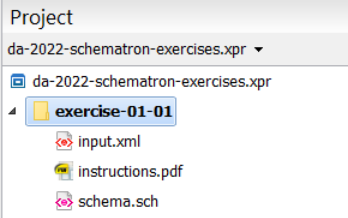 Project
da-2022-schematron-exercises.xpr
da-2022-schematron-exercises.xpr
exercise-01-01
input.xml
instructions.pdf
schema.sch